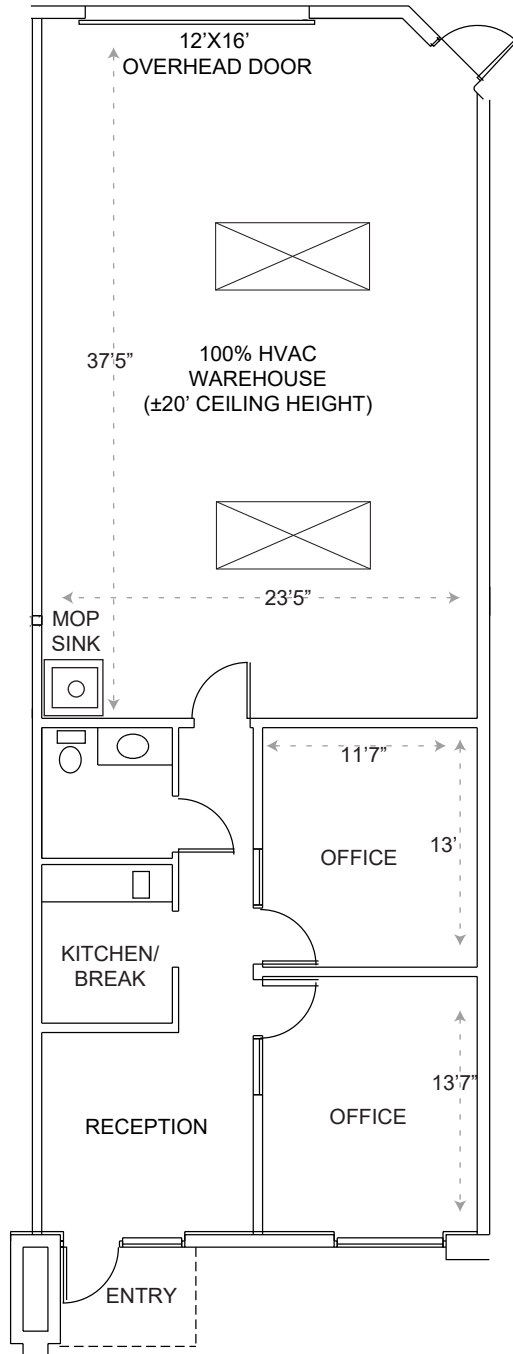 12’X16’
OVERHEAD DOOR
37’5”
100% HVAC
WAREHOUSE
(±20’ CEILING HEIGHT)
23’5”
MOP
SINK
11’7”
13’
OFFICE
KITCHEN/
BREAK
13’7”
OFFICE
RECEPTION
ENTRY